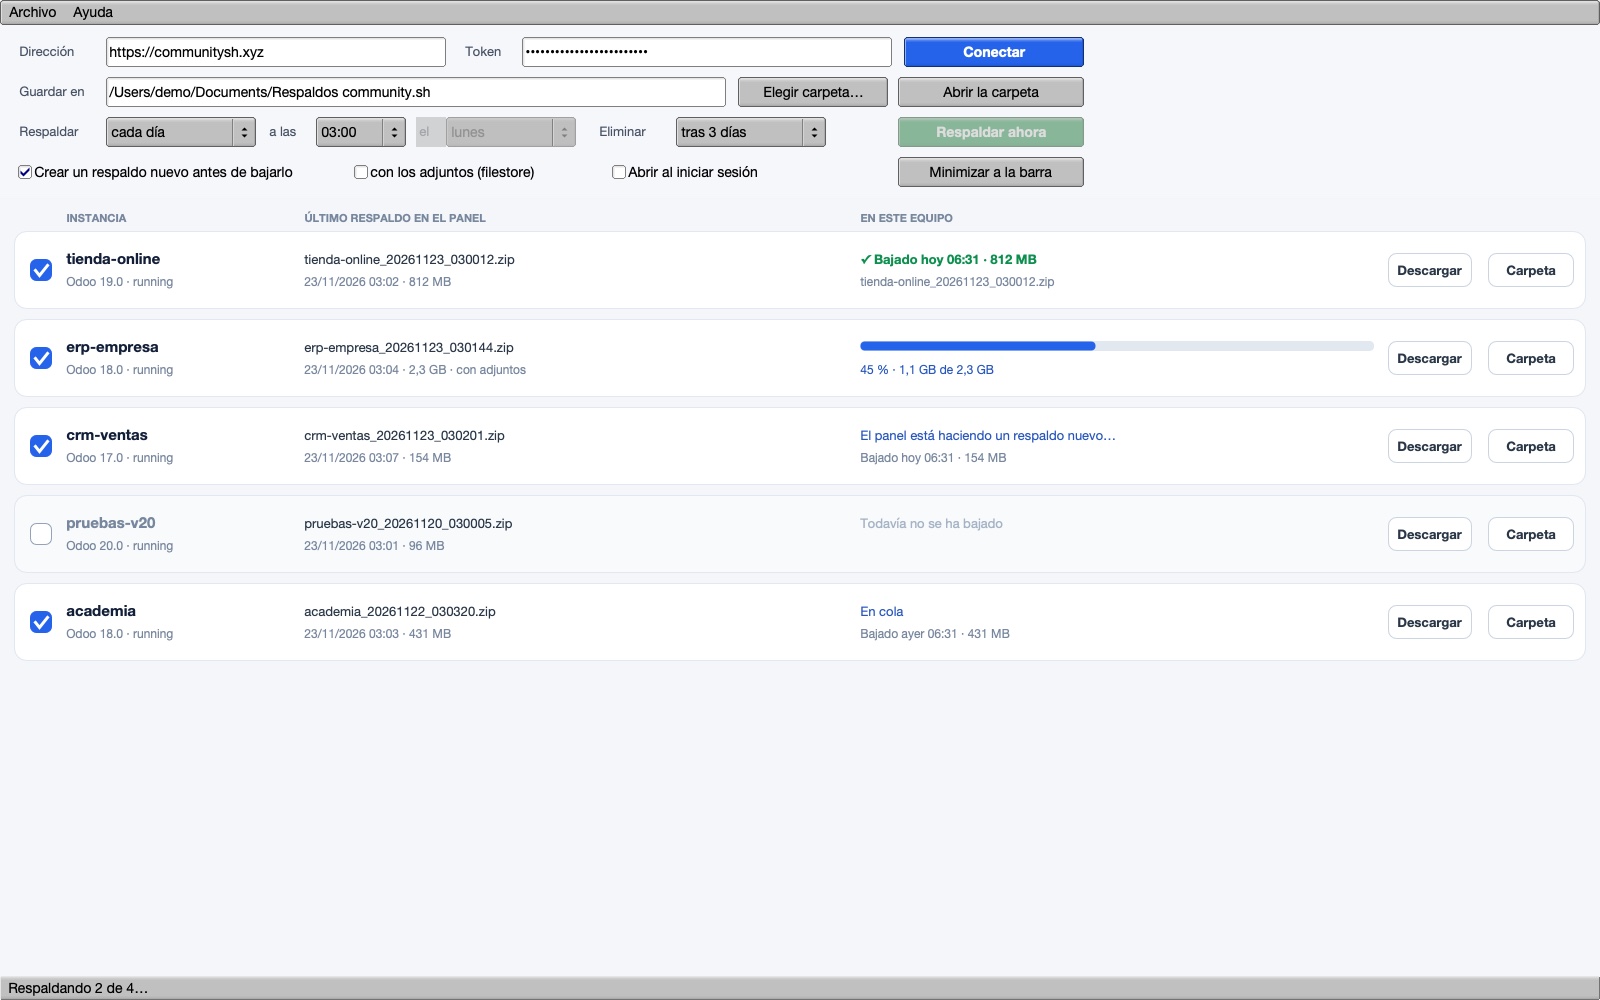 Archivo Ayuda
Dirección https://communitysh.xyz Token ••••••••••••••••••••••••• Conectar
Guardar en /Users/demo/Documents/Respaldos community.sh Elegir carpeta… Abrir la carpeta
Respaldar cada día a las 03:00 el lunes Eliminar tras 3 días Respaldar ahora
Crear un respaldo nuevo antes de bajarlo con los adjuntos (filestore) Abrir al iniciar sesión Minimizar a la barra
INSTANCIA ÚLTIMO RESPALDO EN EL PANEL EN ESTE EQUIPO
tienda-online tienda-online_20261123_030012.zip ✓ Bajado hoy 06:31 · 812 MB
Odoo 19.0 · running 23/11/2026 03:02 · 812 MB tienda-online_20261123_030012.zip
Descargar Carpeta
erp-empresa erp-empresa_20261123_030144.zip
Odoo 18.0 · running 23/11/2026 03:04 · 2,3 GB · con adjuntos 45 % · 1,1 GB de 2,3 GB
Descargar Carpeta
crm-ventas crm-ventas_20261123_030201.zip El panel está haciendo un respaldo nuevo…
Odoo 17.0 · running 23/11/2026 03:07 · 154 MB Bajado hoy 06:31 · 154 MB
Descargar Carpeta
pruebas-v20 pruebas-v20_20261120_030005.zip Todavía no se ha bajado
Odoo 20.0 · running 23/11/2026 03:01 · 96 MB
Descargar Carpeta
academia academia_20261122_030320.zip En cola
Odoo 18.0 · running 23/11/2026 03:03 · 431 MB Bajado ayer 06:31 · 431 MB
Descargar Carpeta
Respaldando 2 de 4…